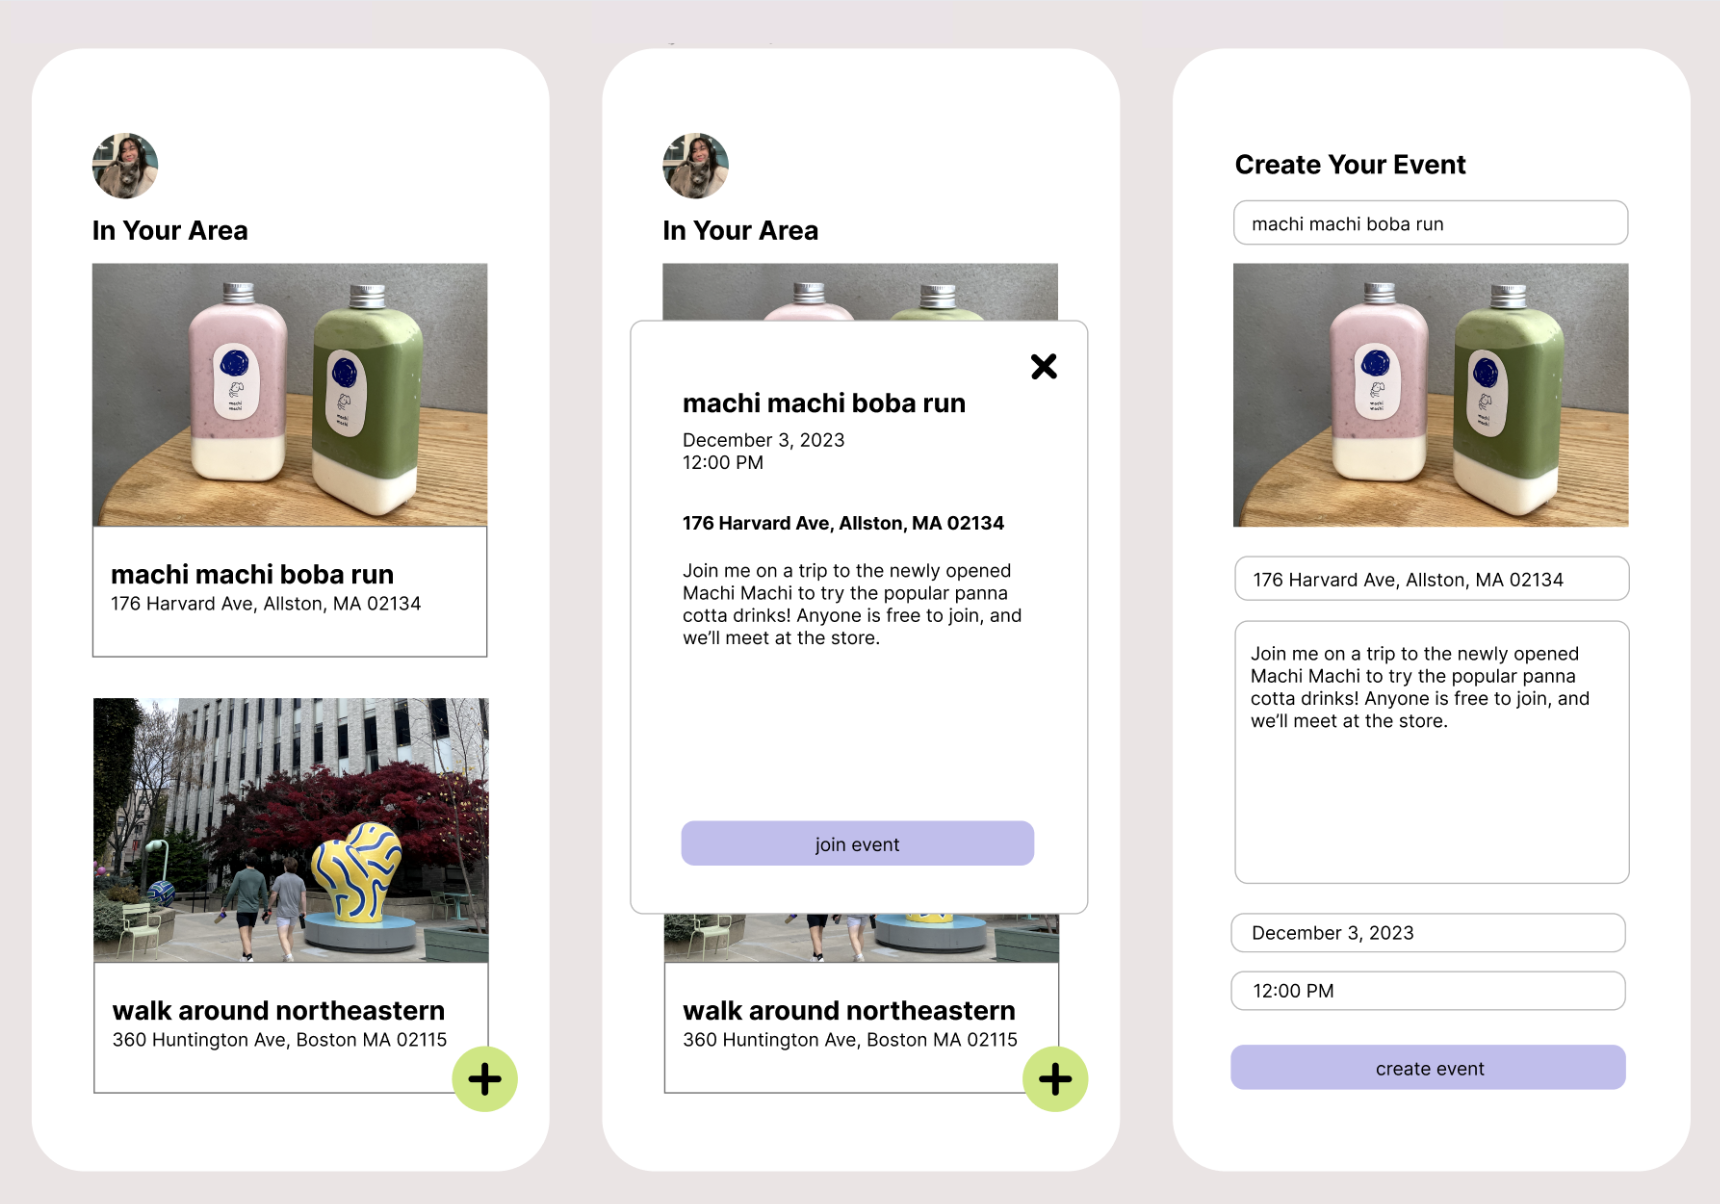 In Your Area
machi machi boba run
176 Harvard Ave, Allston, MA 02134
walk around northeastern
360 Huntington Ave, Boston MA 02115
In Your Area
machi machi boba run
December 3, 2023
12:00 PM
176 Harvard Ave, Allston, MA 02134
Join me on a trip to the newly opened
Machi Machi to try the popular panna
cotta drinks! Anyone is free to join, and
we’ll meet at the store.
join event
walk around northeastern
360 Huntington Ave, Boston MA 02115
Create Your Event
machi machi boba run
machi
machi
machi
machi
176 Harvard Ave, Allston, MA 02134
Join me on a trip to the newly opened
Machi Machi to try the popular panna
cotta drinks! Anyone is free to join, and
we’ll meet at the store.
December 3, 2023
12:00 PM
create event